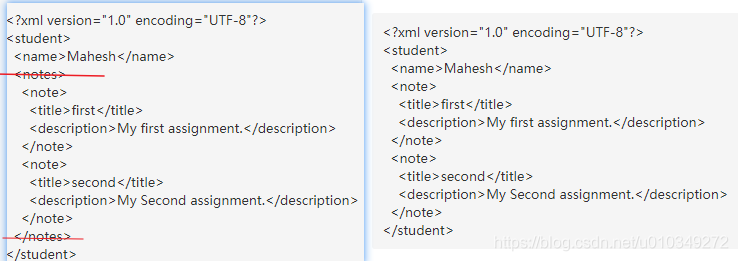 <?xml version="1.0" encoding="UTF-8"?>
<student>
<name>Mahesh</name>
<notes>
<note>
<title>first</title>
<description>My first assignment.</description>
</note>
<note>
<title>second</title>
<description>My Second assignment.</description>
</note>
</notes>
</student>
<?xml version="1.0" encoding="UTF-8"?>
<student>
<name>Mahesh</name>
<note>
<title>first</title>
<description>My first assignment.</description>
</note>
<note>
<title>second</title>
<description>My Second assignment.</description>
</note>
</student>
https://blog.csdn.net/u010349272